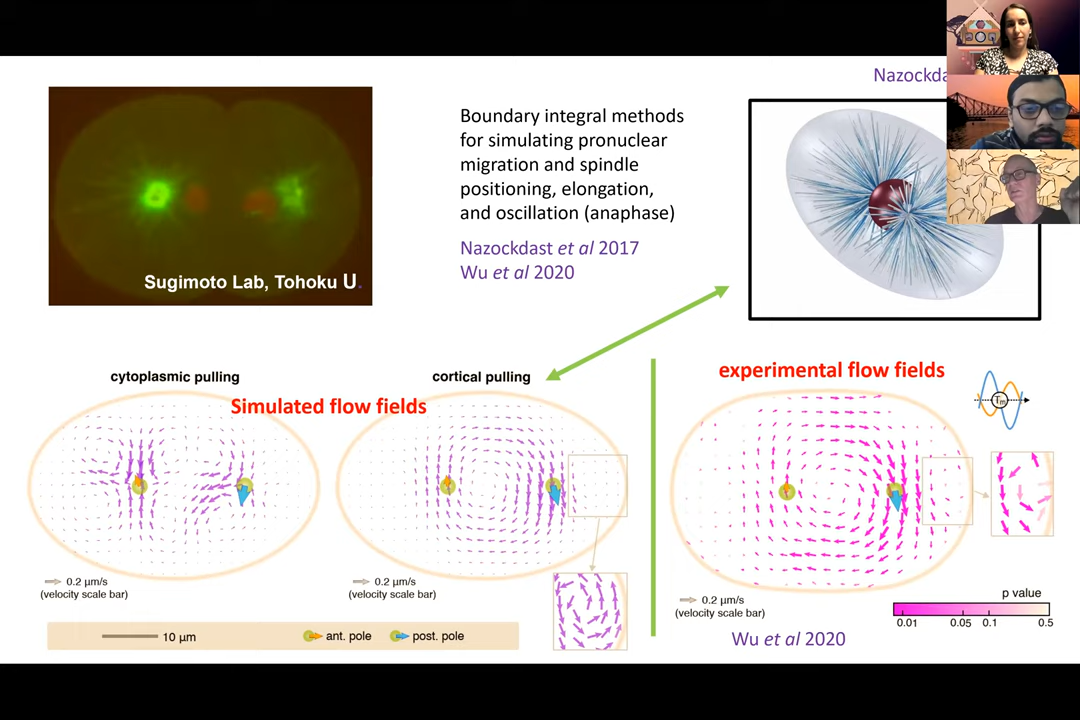 Nazockda
Boundary integral methods
for simulating pronuclear
migration and spindle
positioning, elongation,
and oscillation (anaphase)
Nazockdast et al 2017
Wu et al 2020
Sugimoto Lab, Tohoku U.
cytoplasmic pulling
cortical pulling
Simulated flow fields
experimental flow fields
Tm
0.2 μm/s
(velocity scale bar)
0.2 μm/s
(velocity scale bar)
0.2 μm/s
(velocity scale bar)
p value
0.01 0.05 0.1 0.5
10 μm
ant. pole
post. pole
Wu et al 2020